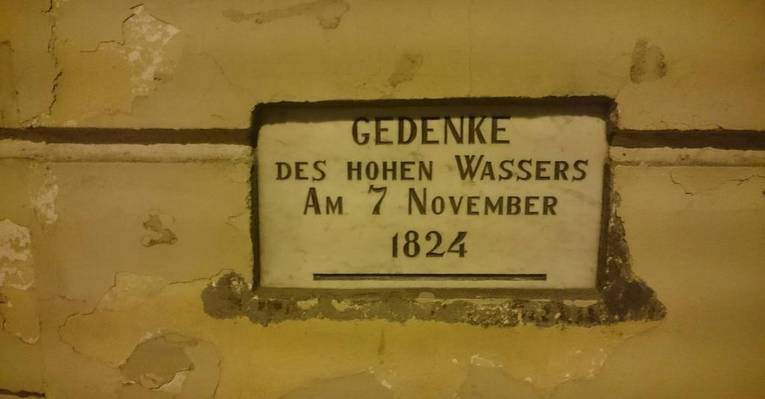 GEDENKE
DES HOHEN WASSERS
AM 7 NOVEMBER
1824